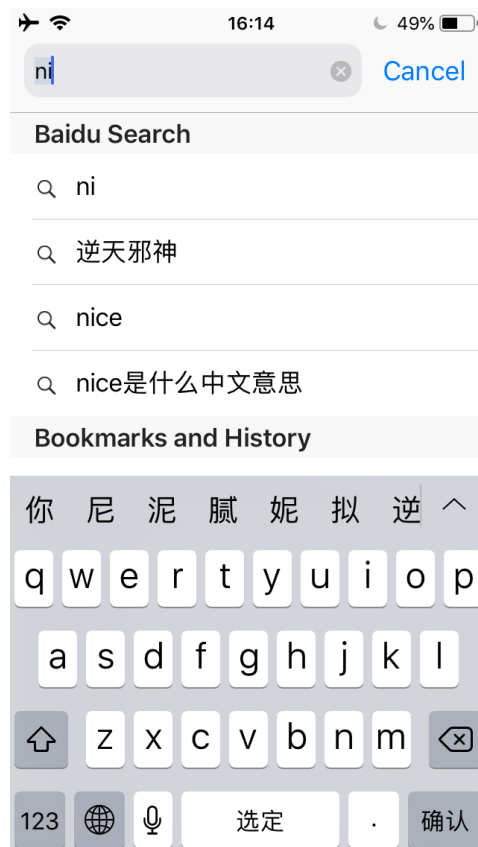 16:14 49%
ni Cancel
Baidu Search
ni
逆天邪神
nice
nice是什么中文意思
Bookmarks and History
你 尼 泥 腻 妮 拟 逆
q w e r t y u i o p
a s d f g h j k l
z x c v b n m
123 选定 . 确认